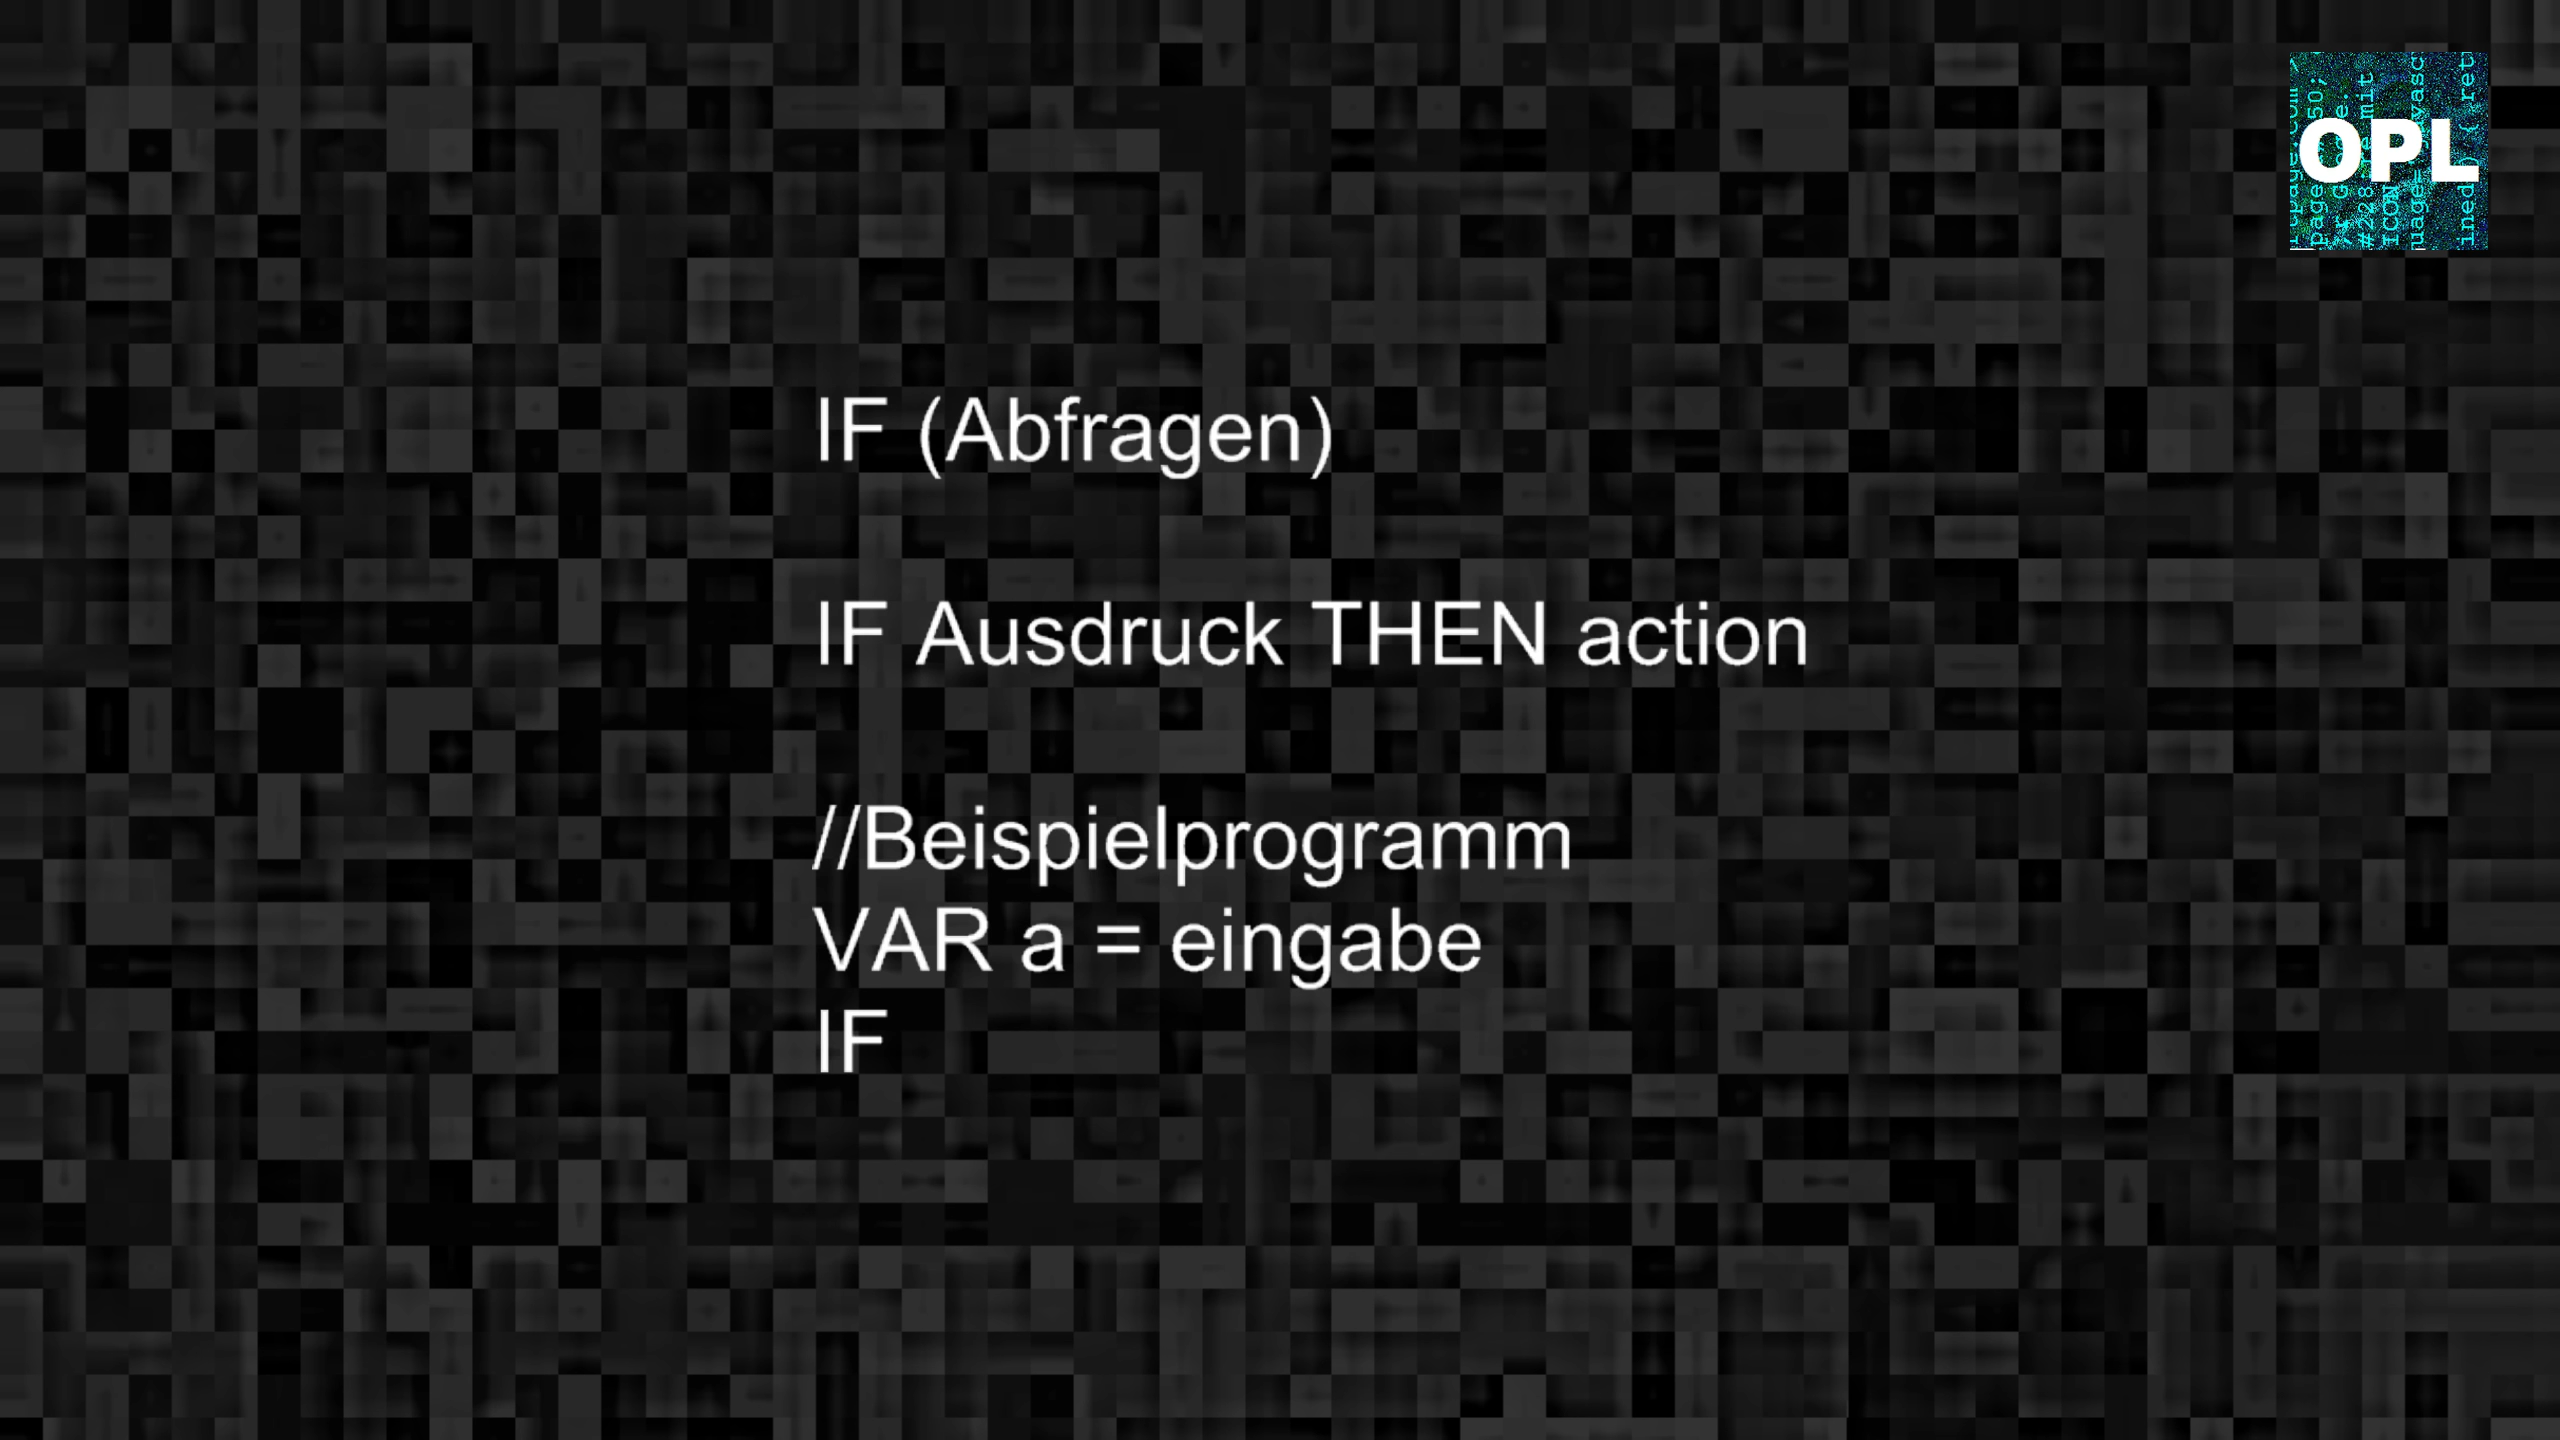 OPL
IF (Abfragen)
IF Ausdruck THEN action
//Beispielprogramm
VAR a = eingabe
IF